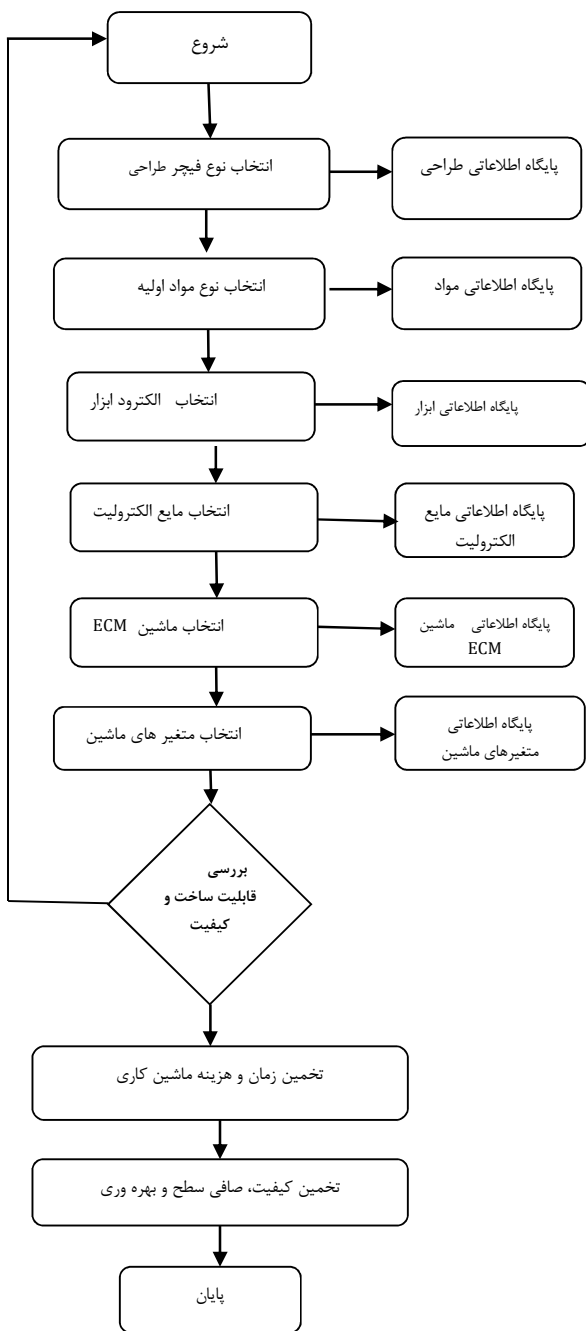 شروع
انتخاب نوع فیچر طراحی
پایگاه اطلاعاتی طراحی
انتخاب نوع مواد اولیه
پایگاه اطلاعاتی مواد
انتخاب الکترود ابزار
پایگاه اطلاعاتی ابزار
انتخاب مایع الکترولیت
پایگاه اطلاعاتی مایع
الکترولیت
انتخاب ماشین ECM
پایگاه اطلاعاتی ماشین
ECM
انتخاب متغیر های ماشین
پایگاه اطلاعاتی
متغیرهای ماشین
بررسی
قابلیت ساخت و
کیفیت
تخمین زمان و هزینه ماشین کاری
تخمین کیفیت، صافی سطح و بهره وری
پایان